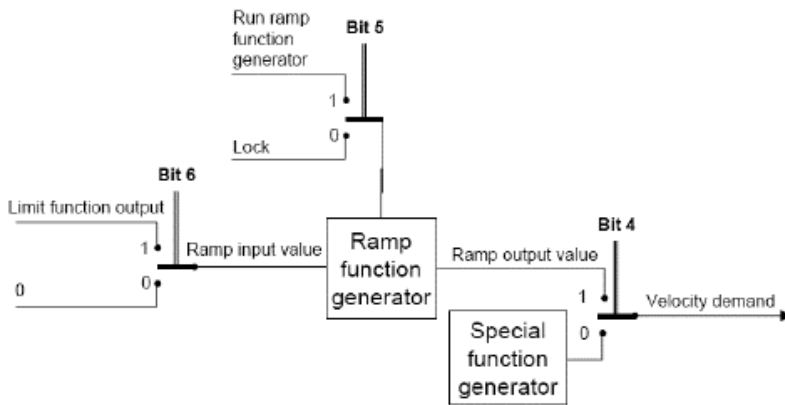 Run ramp
function
generator
Bit 5
1
0
Lock
Bit 6
Limit function output
1
0
0
Ramp input value
Ramp
function
generator
Ramp output value
Bit 4
1
0
Velocity demand
Special
function
generator